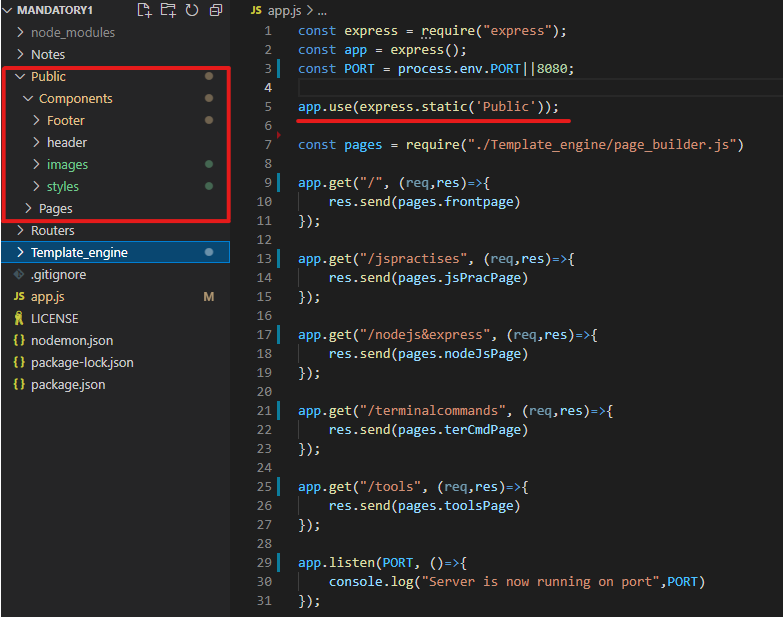 MANDATORY1
node_modules
Notes
Public
Components
Footer
header
images
styles
Pages
Routers
Template_engine
.gitignore
JS app.js M
LICENSE
{} nodemon.json
{} package-lock.json
{} package.json
JS app.js > ...
1 const express = require("express");
2 const app = express();
3 const PORT = process.env.PORT||8080;
4
5 app.use(express.static('Public'));
6
7 const pages = require("./Template_engine/page_builder.js")
8
9 app.get("/", (req,res)=>{
10 res.send(pages.frontpage)
11 });
12
13 app.get("/jspractises", (req,res)=>{
14 res.send(pages.jsPracPage)
15 });
16
17 app.get("/nodejs&express", (req,res)=>{
18 res.send(pages.nodeJsPage)
19 });
20
21 app.get("/terminalcommands", (req,res)=>{
22 res.send(pages.terCmdPage)
23 });
24
25 app.get("/tools", (req,res)=>{
26 res.send(pages.toolsPage)
27 });
28
29 app.listen(PORT, ()=>{
30 console.log("Server is now running on port",PORT)
31 });